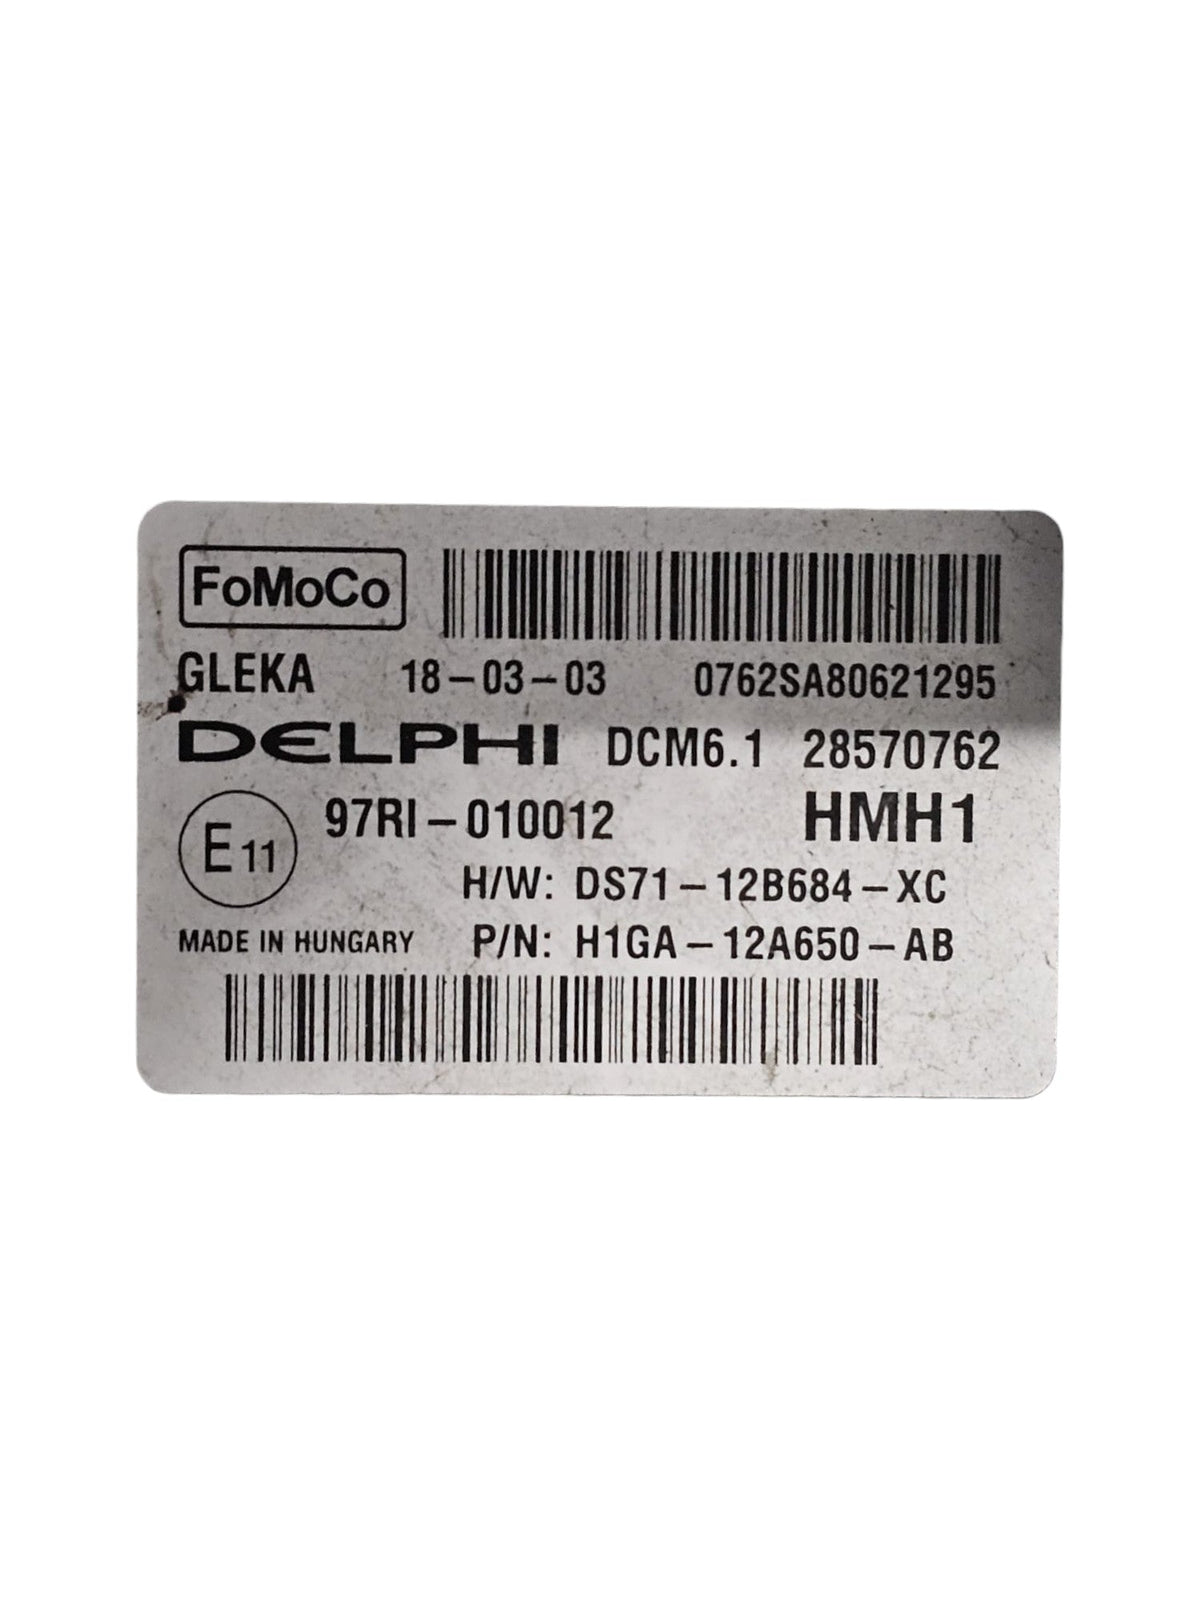 FoMoCo
GLEKA 18-03-03 0762SA80621295
DELPHI DCM6.1 28570762
E11 97RI-010012 HMH1
H/W: DS71-12B684-XC
MADE IN HUNGARY P/N: H1GA-12A650-AB